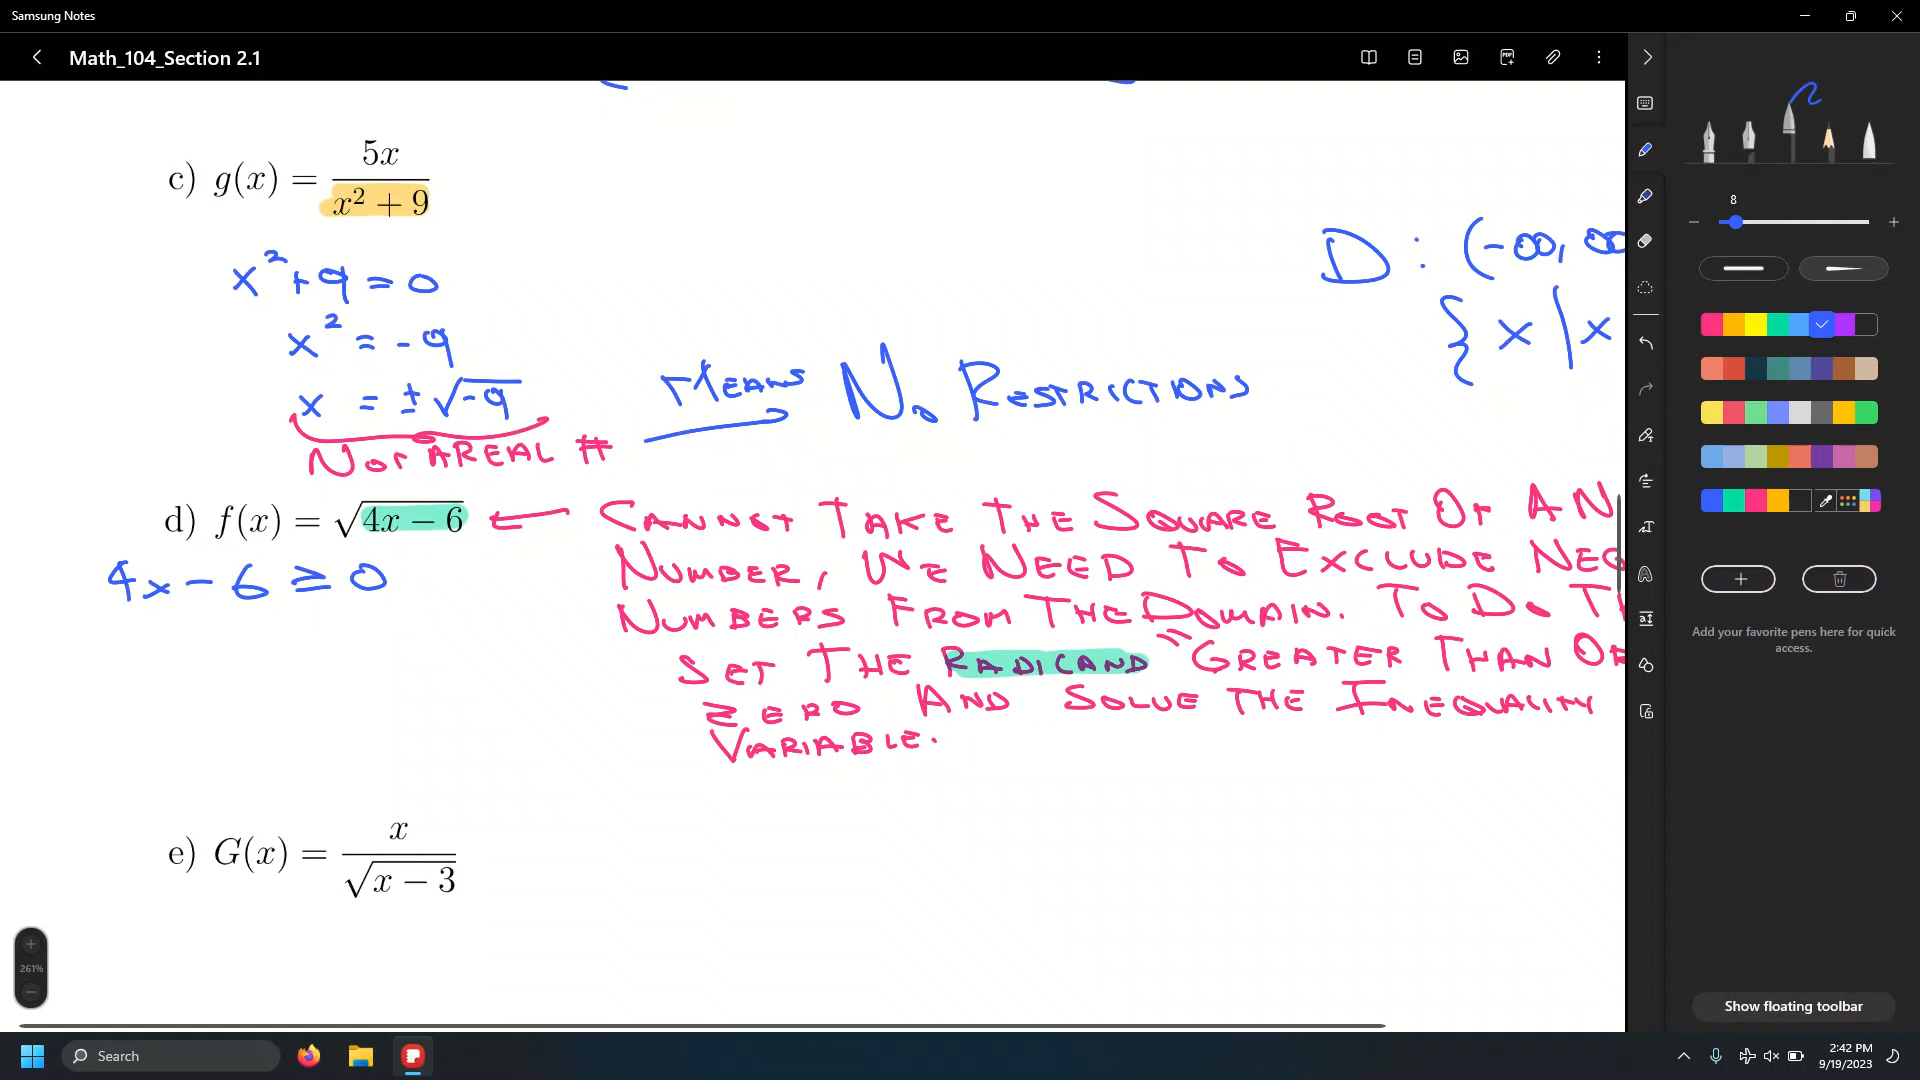 Samsung Notes
Math_104_Section 2.1
c) g(x) = 5x / (x² + 9)
x² + 9 = 0
x² = -9
x = ± √-9
NOT A REAL #
MEANS No RESTRICTIONS
D : (-∞, ∞
{ x | x
d) f(x) = √(4x − 6) ← CANNOT TAKE THE SQUARE ROOT OF A N
NUMBER, WE NEED TO EXCLUDE NEG
NUMBERS FROM THE DOMAIN. TO DO TH
SET THE RADICAND "GREATER THAN OR
ZERO AND SOLVE THE INEQUALITY
VARIABLE.
4x - 6 ≥ 0
e) G(x) = x / √(x − 3)
261%
8
Add your favorite pens here for quick
access.
Show floating toolbar
Search
2:42 PM
9/19/2023